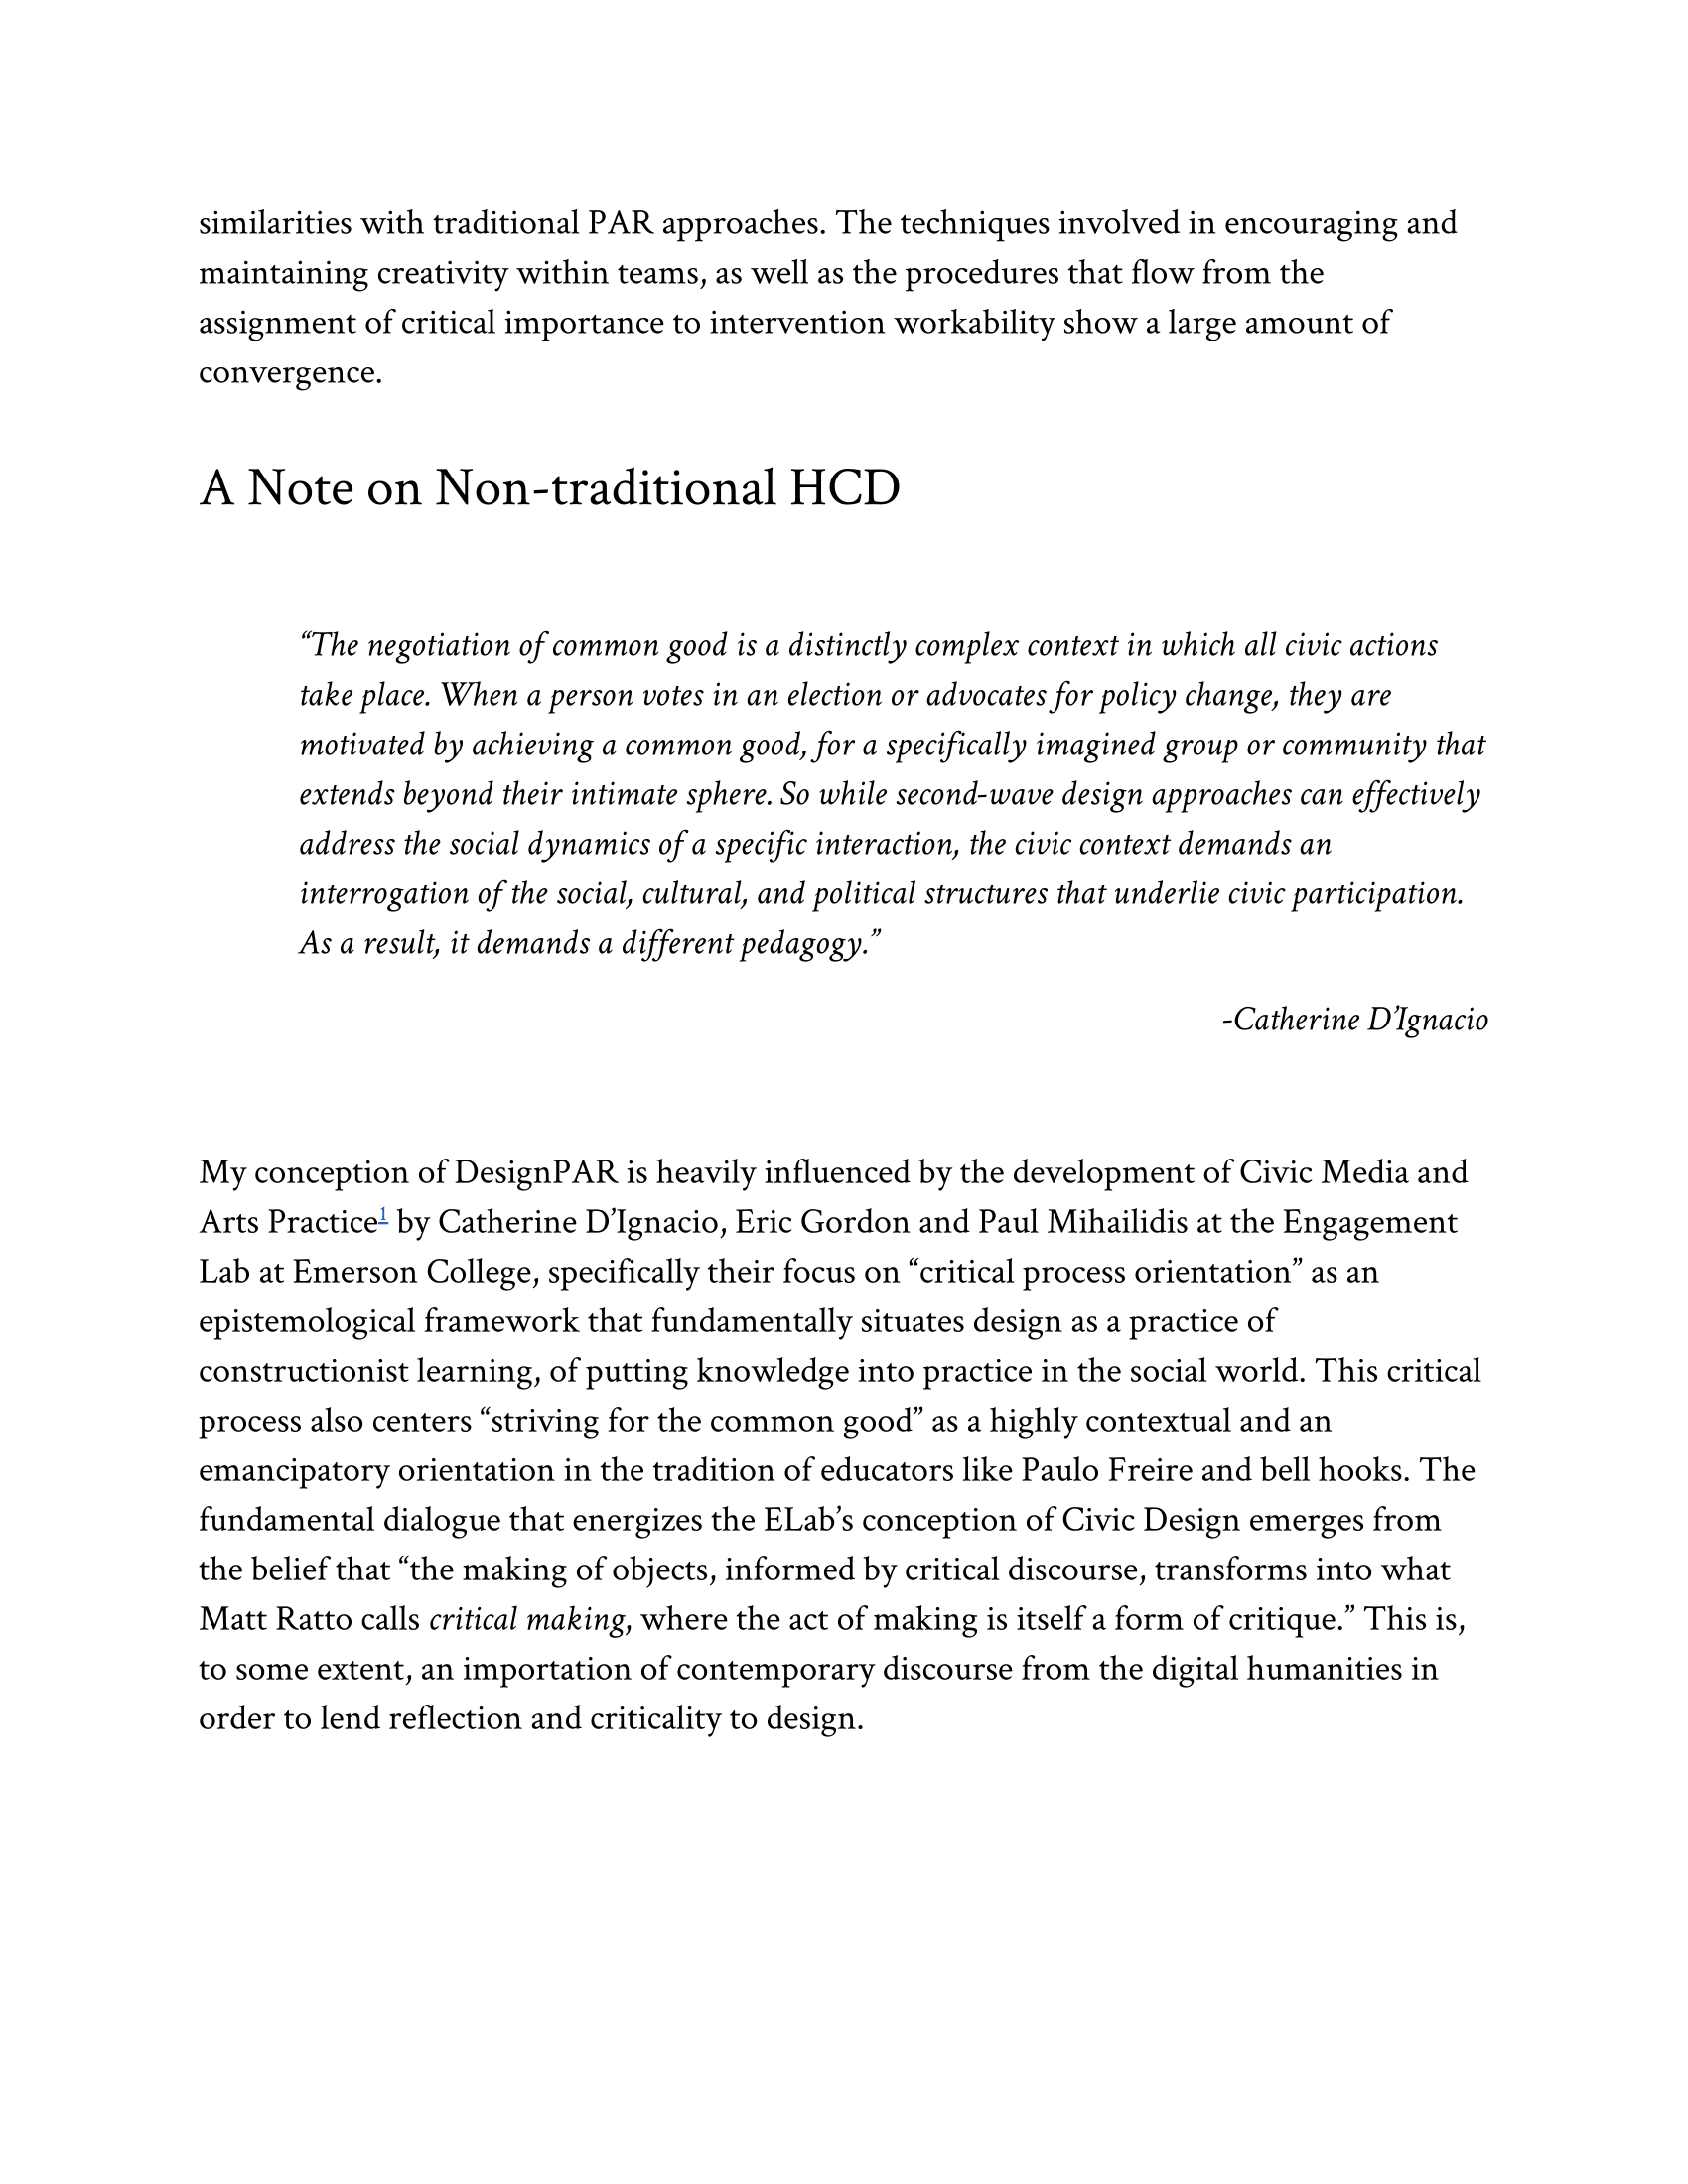 similarities with traditional PAR approaches. The techniques involved in encouraging and
maintaining creativity within teams, as well as the procedures that flow from the
assignment of critical importance to intervention workability show a large amount of
convergence.
A Note on Non-traditional HCD
“The negotiation of common good is a distinctly complex context in which all civic actions
take place. When a person votes in an election or advocates for policy change, they are
motivated by achieving a common good, for a specifically imagined group or community that
extends beyond their intimate sphere. So while second-wave design approaches can effectively
address the social dynamics of a specific interaction, the civic context demands an
interrogation of the social, cultural, and political structures that underlie civic participation.
As a result, it demands a different pedagogy.”
-Catherine D’Ignacio
My conception of DesignPAR is heavily influenced by the development of Civic Media and
Arts Practice1 by Catherine D’Ignacio, Eric Gordon and Paul Mihailidis at the Engagement
Lab at Emerson College, specifically their focus on “critical process orientation” as an
epistemological framework that fundamentally situates design as a practice of
constructionist learning, of putting knowledge into practice in the social world. This critical
process also centers “striving for the common good” as a highly contextual and an
emancipatory orientation in the tradition of educators like Paulo Freire and bell hooks. The
fundamental dialogue that energizes the ELab’s conception of Civic Design emerges from
the belief that “the making of objects, informed by critical discourse, transforms into what
Matt Ratto calls critical making, where the act of making is itself a form of critique.” This is,
to some extent, an importation of contemporary discourse from the digital humanities in
order to lend reflection and criticality to design.